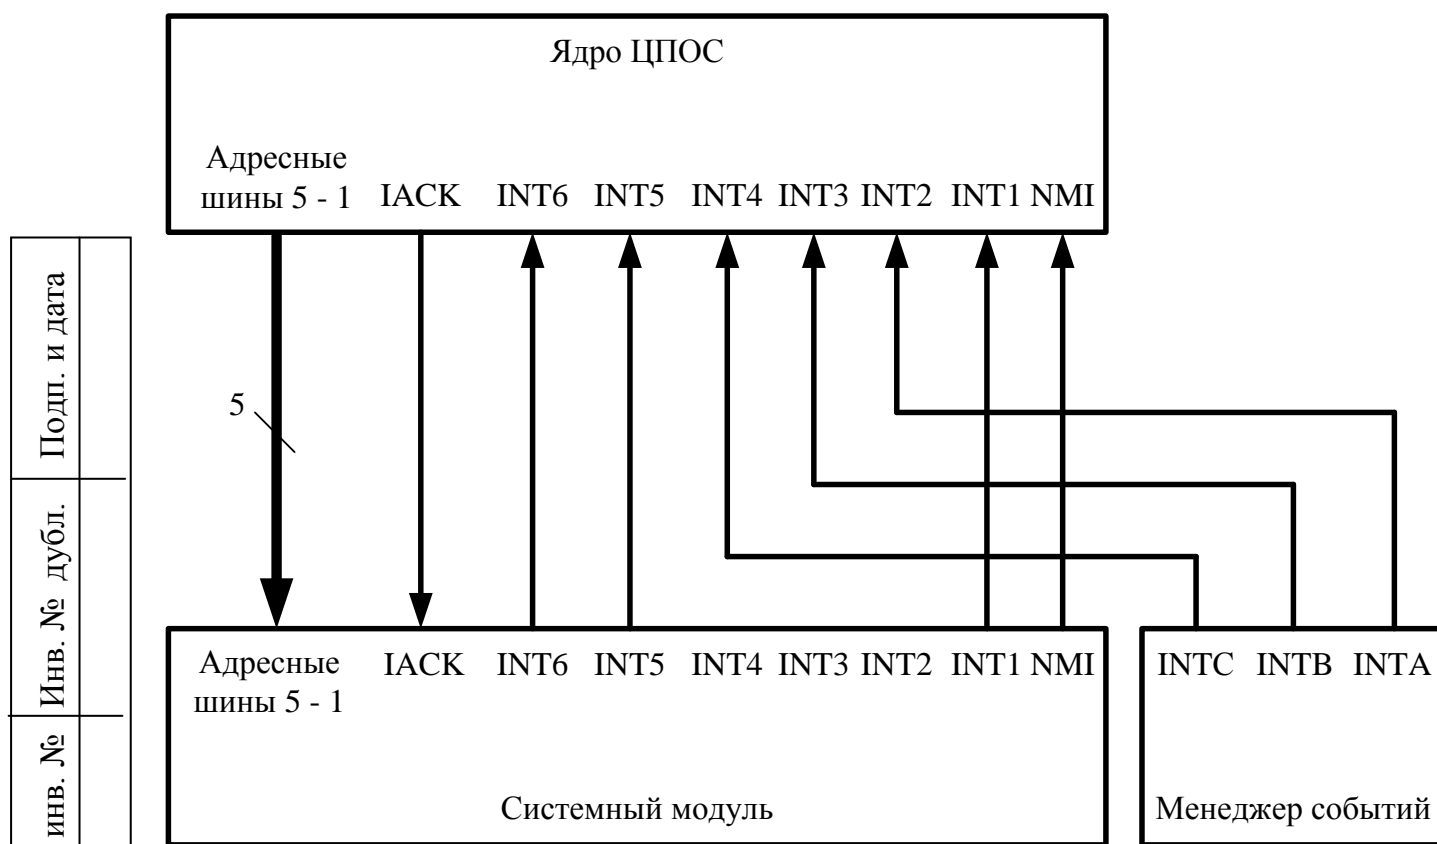 Ядро ЦПОС
Адресные
шины 5 - 1 IACK INT6 INT5 INT4 INT3 INT2 INT1 NMI
Подп. и дата
5
Инв. № дубл.
Адресные IACK INT6 INT5 INT4 INT3 INT2 INT1 NMI INTC INTB INTA
шины 5 - 1
инв. №
Системный модуль Менеджер событий